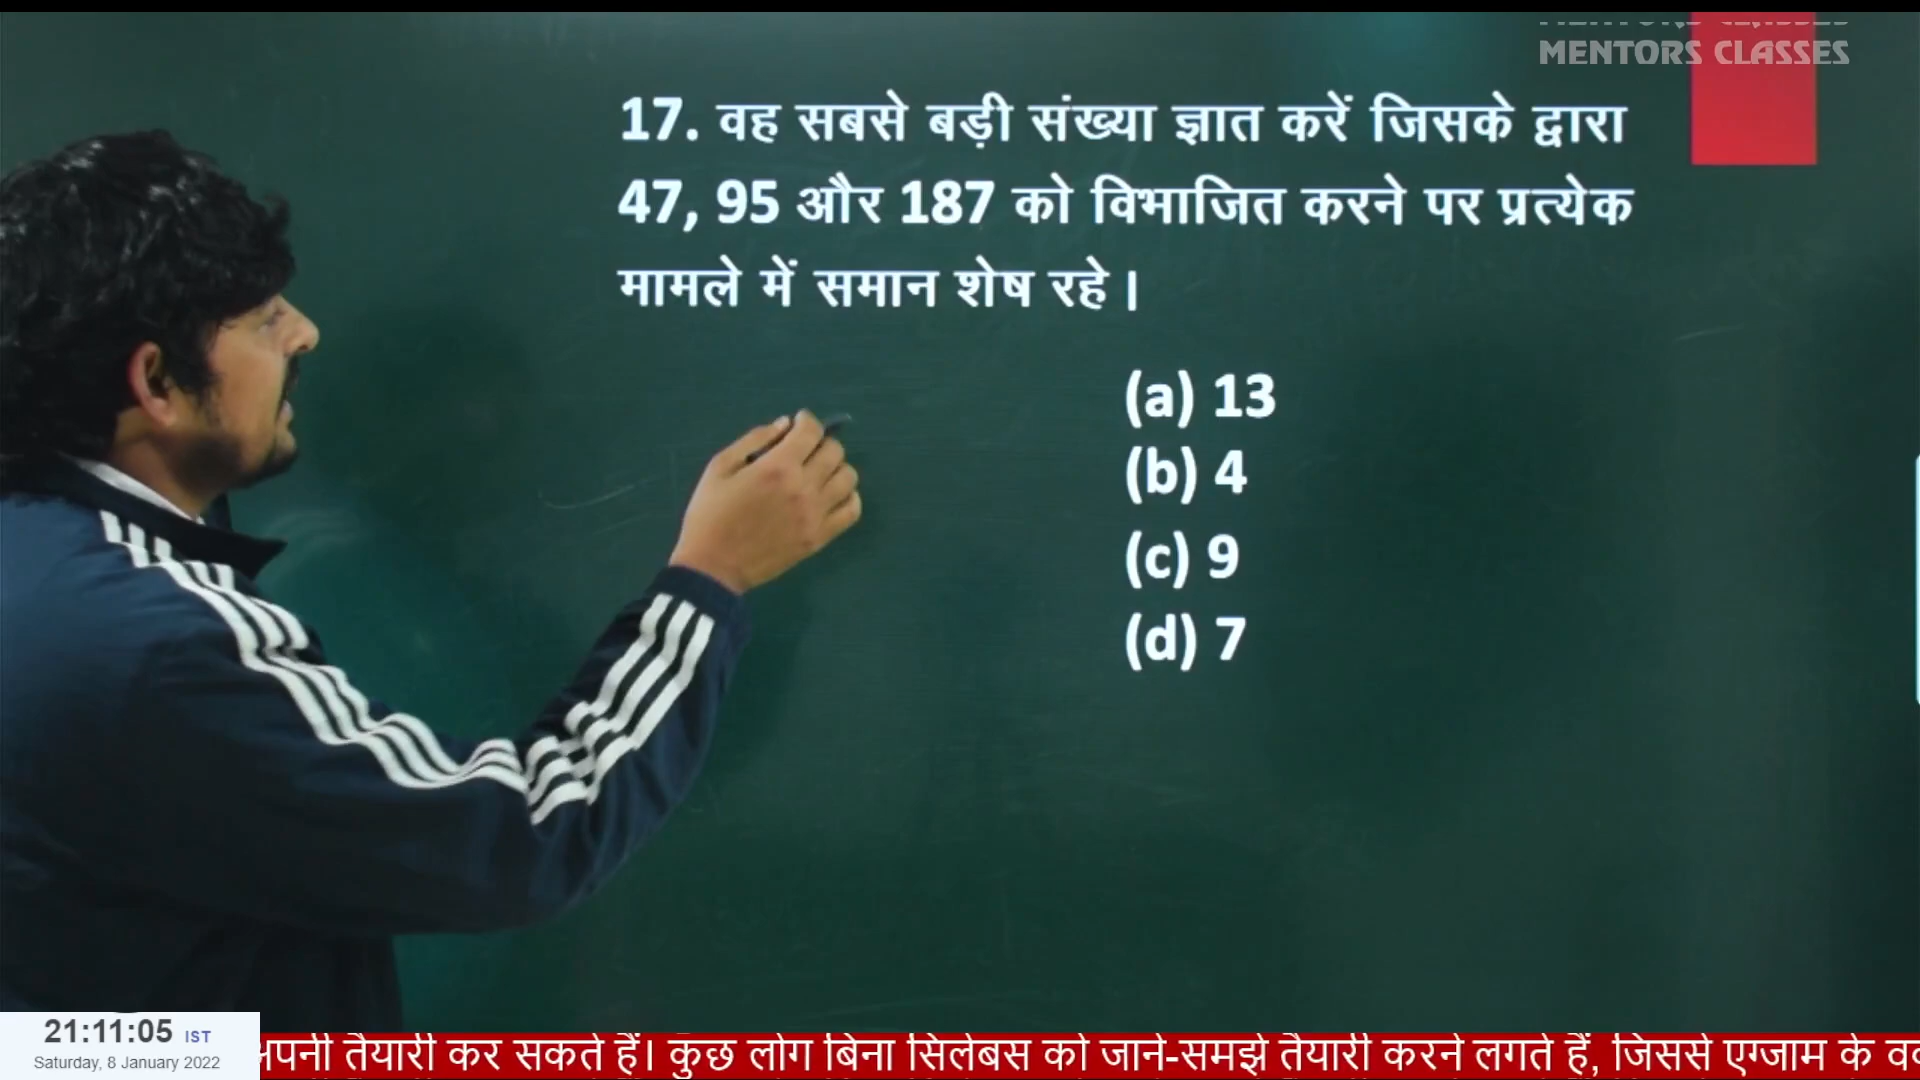 MENTORS CLASSES
17. वह सबसे बड़ी संख्या ज्ञात करें जिसके द्वारा
47, 95 और 187 को विभाजित करने पर प्रत्येक
मामले में समान शेष रहे।
(a) 13
(b) 4
(c) 9
(d) 7
21:11:05 IST
Saturday, 8 January 2022
अपनी तैयारी कर सकते हैं। कुछ लोग बिना सिलेबस को जाने-समझे तैयारी करने लगते हैं, जिससे एग्जाम के